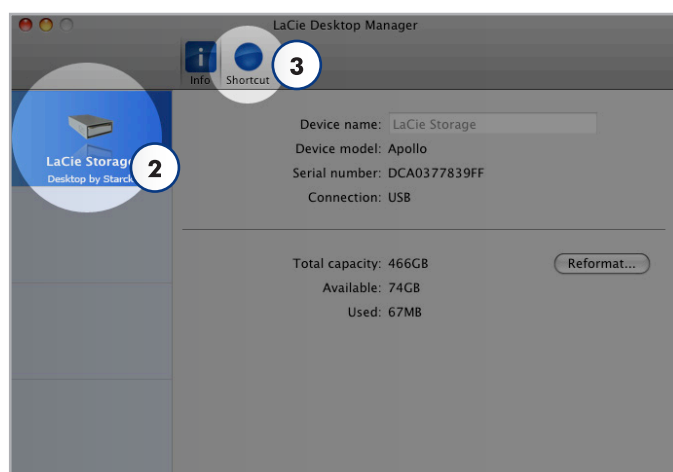 LaCie Desktop Manager
Info
Shortcut
3
LaCie Storage
Desktop by Starck
2
Device name: LaCie Storage
Device model: Apollo
Serial number: DCA0377839FF
Connection: USB
Total capacity: 466GB
Reformat...
Available: 74GB
Used: 67MB